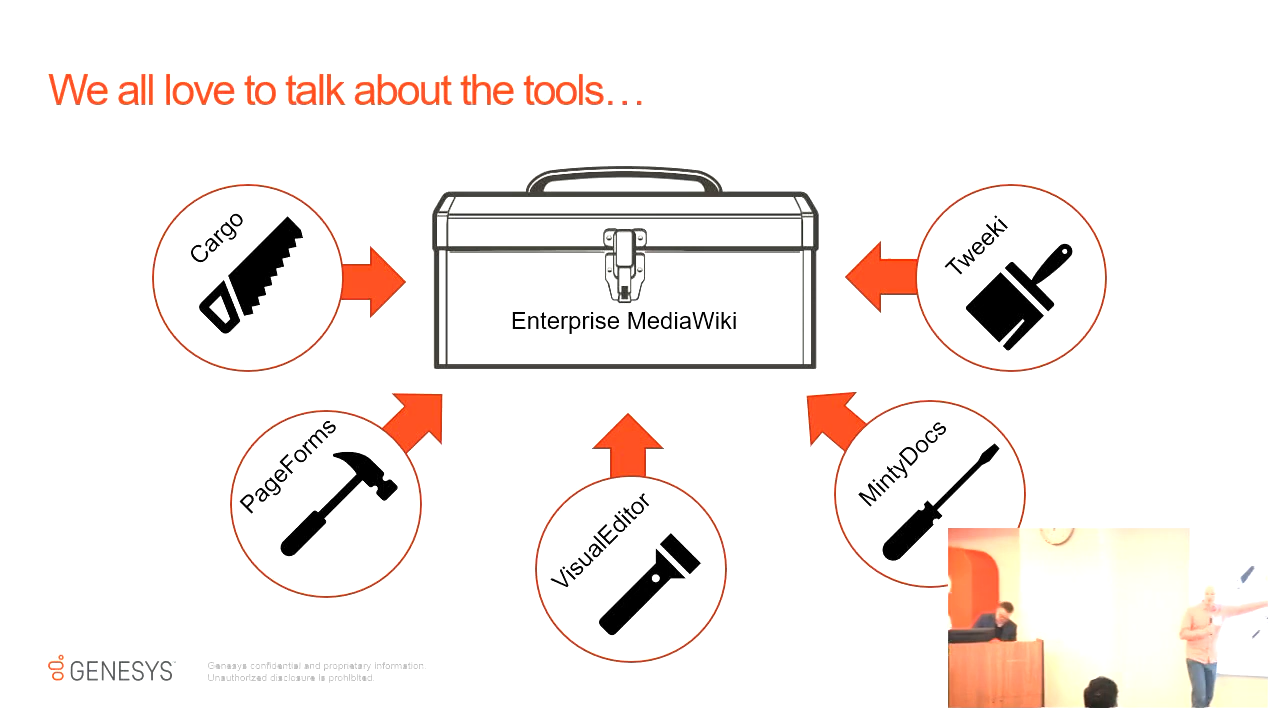 We all love to talk about the tools…
Cargo
Enterprise MediaWiki
Tweeki
PageForms
VisualEditor
MintyDocs
GENESYS
Genesys confidential and proprietary information.
Unauthorized disclosure is prohibited.